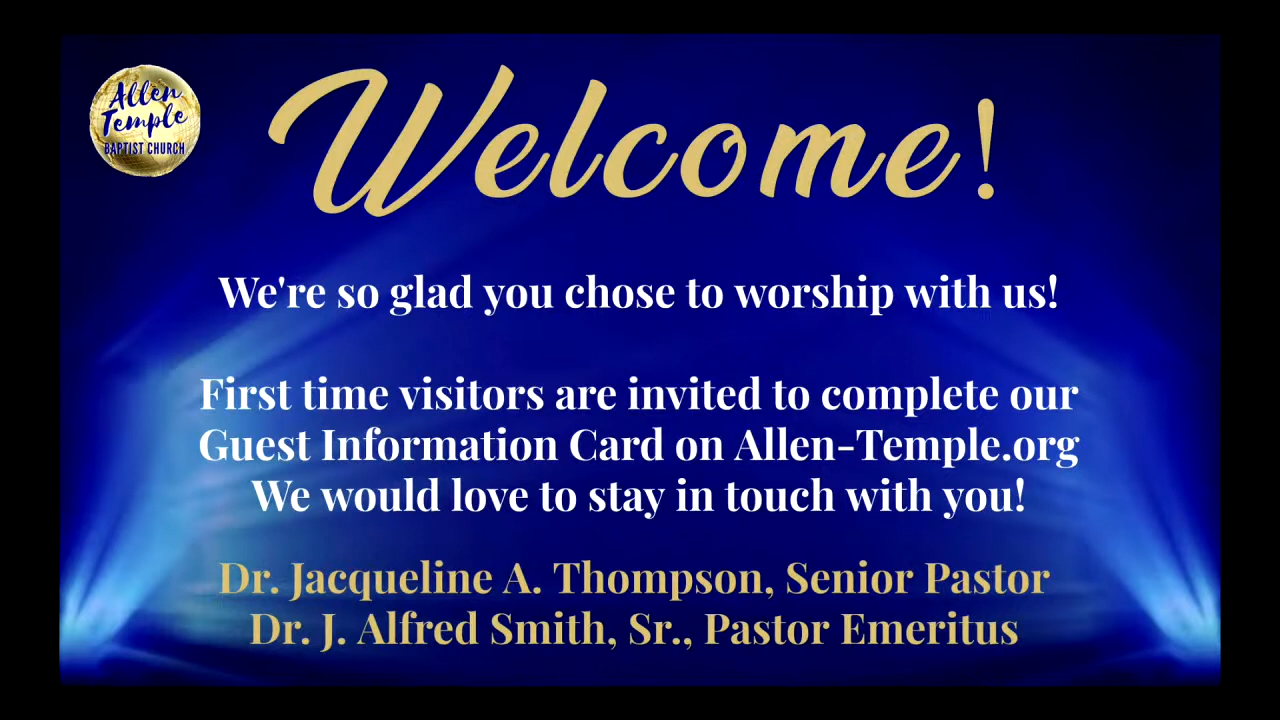 Allen
Temple
BAPTIST CHURCH
Welcome!
We're so glad you chose to worship with us!
First time visitors are invited to complete our
Guest Information Card on Allen-Temple.org
We would love to stay in touch with you!
Dr. Jacqueline A. Thompson, Senior Pastor
Dr. J. Alfred Smith, Sr., Pastor Emeritus